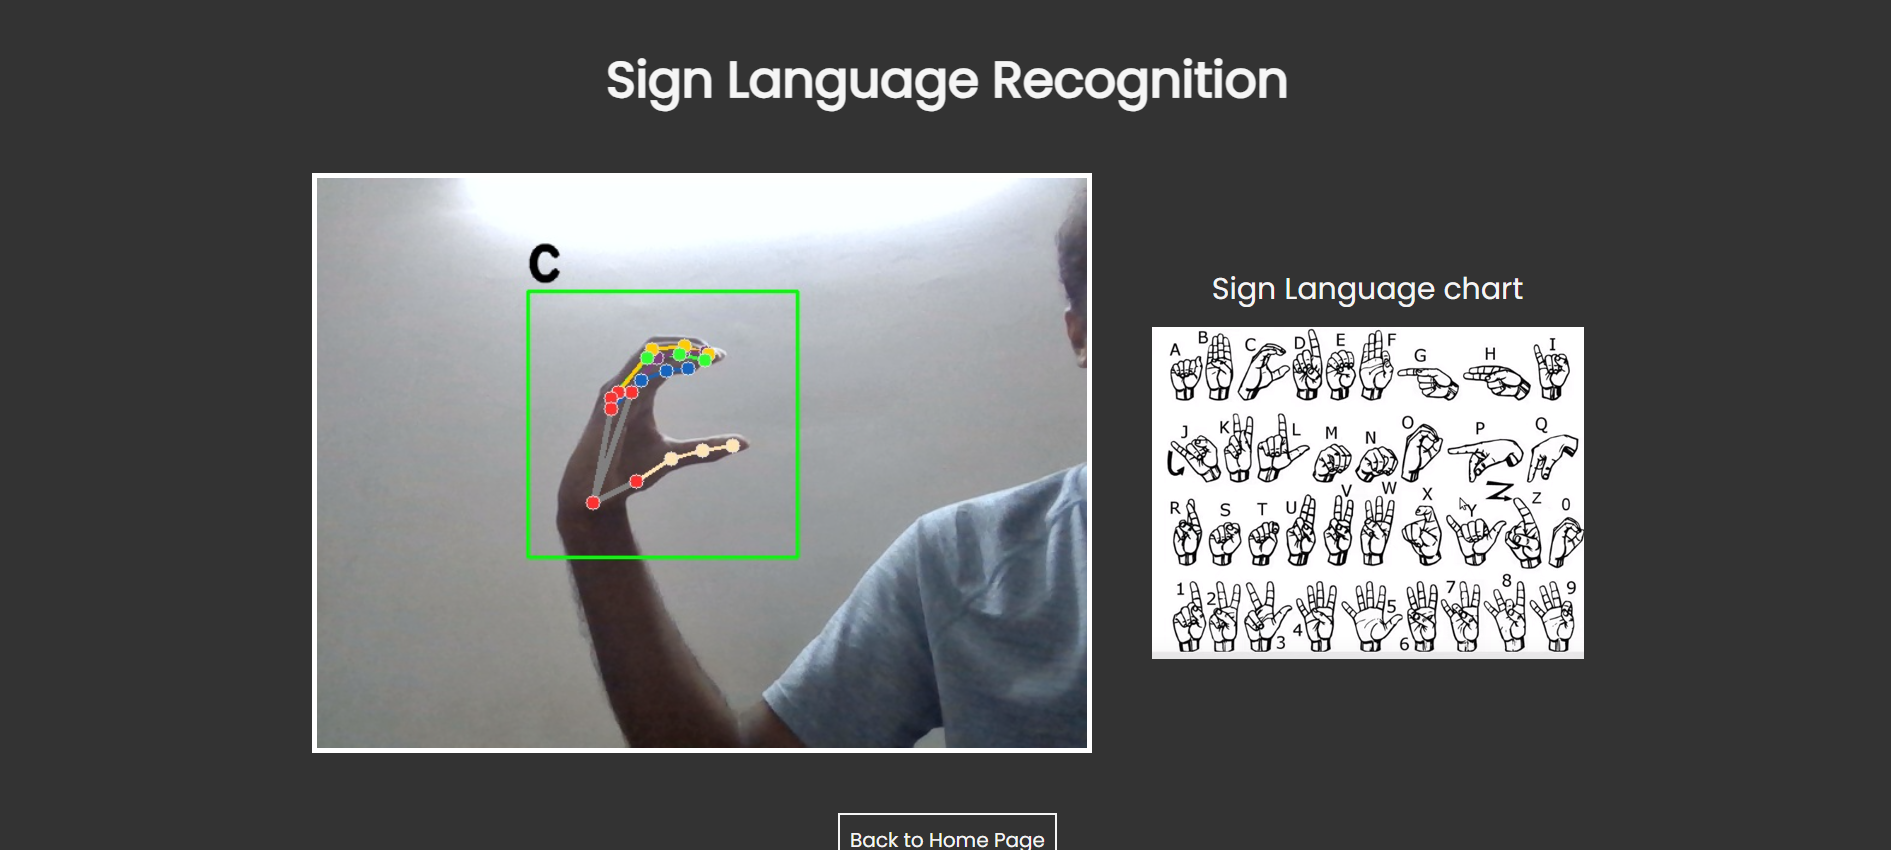 Sign Language Recognition
C
Sign Language chart
A B C D E F G H I
J K L M N O P Q
R S T U V W X Y Z 0
1 2 3 4 5 6 7 8 9
Back to Home Page